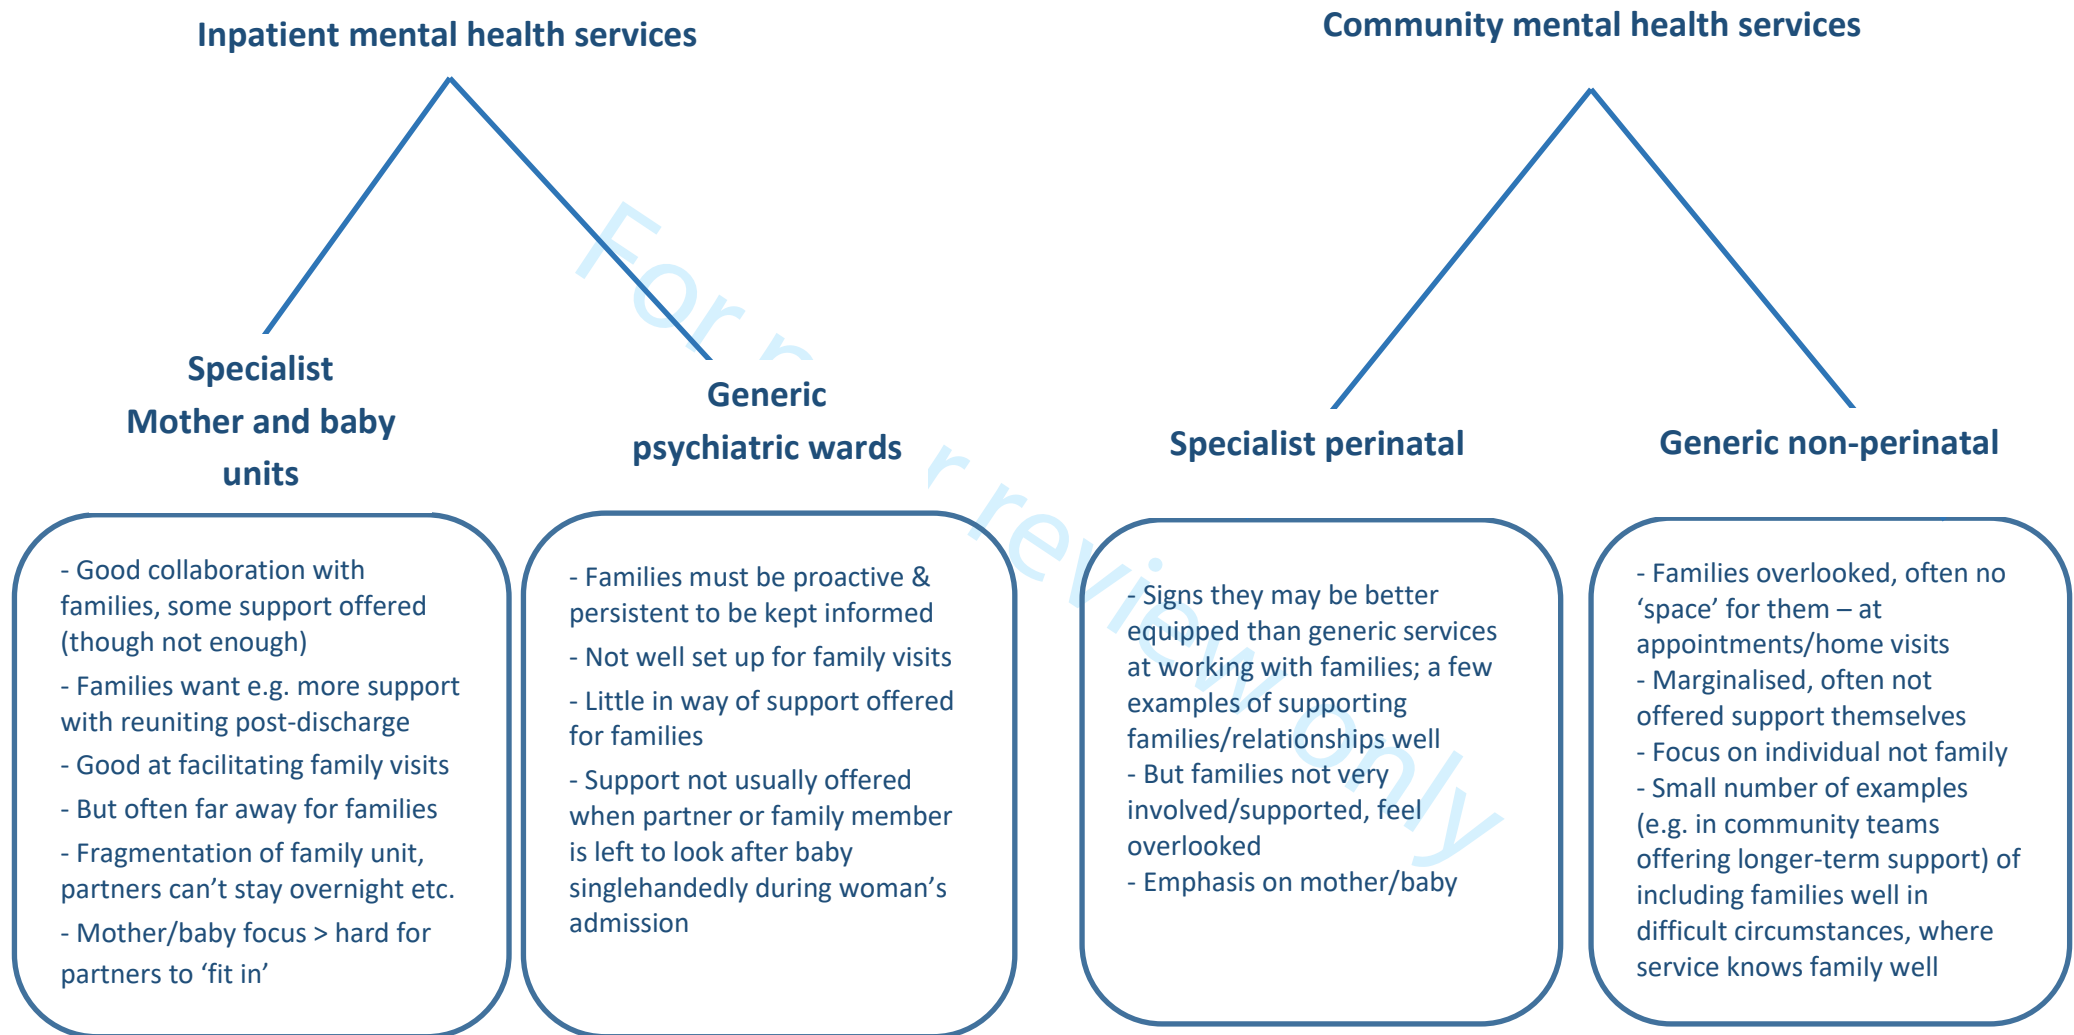 Inpatient mental health services
Community mental health services
Specialist
Mother and baby
units
Generic
psychiatric wards
Specialist perinatal
Generic non-perinatal
- Good collaboration with
families, some support offered
(though not enough)
- Families want e.g. more support
with reuniting post-discharge
- Good at facilitating family visits
- But often far away for families
- Fragmentation of family unit,
partners can’t stay overnight etc.
- Mother/baby focus > hard for
partners to ‘fit in’
- Families must be proactive &
persistent to be kept informed
- Not well set up for family visits
- Little in way of support offered
for families
- Support not usually offered
when partner or family member
is left to look after baby
singlehandedly during woman’s
admission
- Signs they may be better
equipped than generic services
at working with families; a few
examples of supporting
families/relationships well
- But families not very
involved/supported, feel
overlooked
- Emphasis on mother/baby
- Families overlooked, often no
‘space’ for them – at
appointments/home visits
- Marginalised, often not
offered support themselves
- Focus on individual not family
- Small number of examples
(e.g. in community teams
offering longer-term support) of
including families well in
difficult circumstances, where
service knows family well
For review only